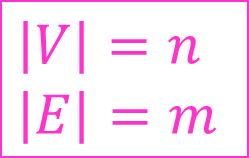 |V| = n
|E| = m